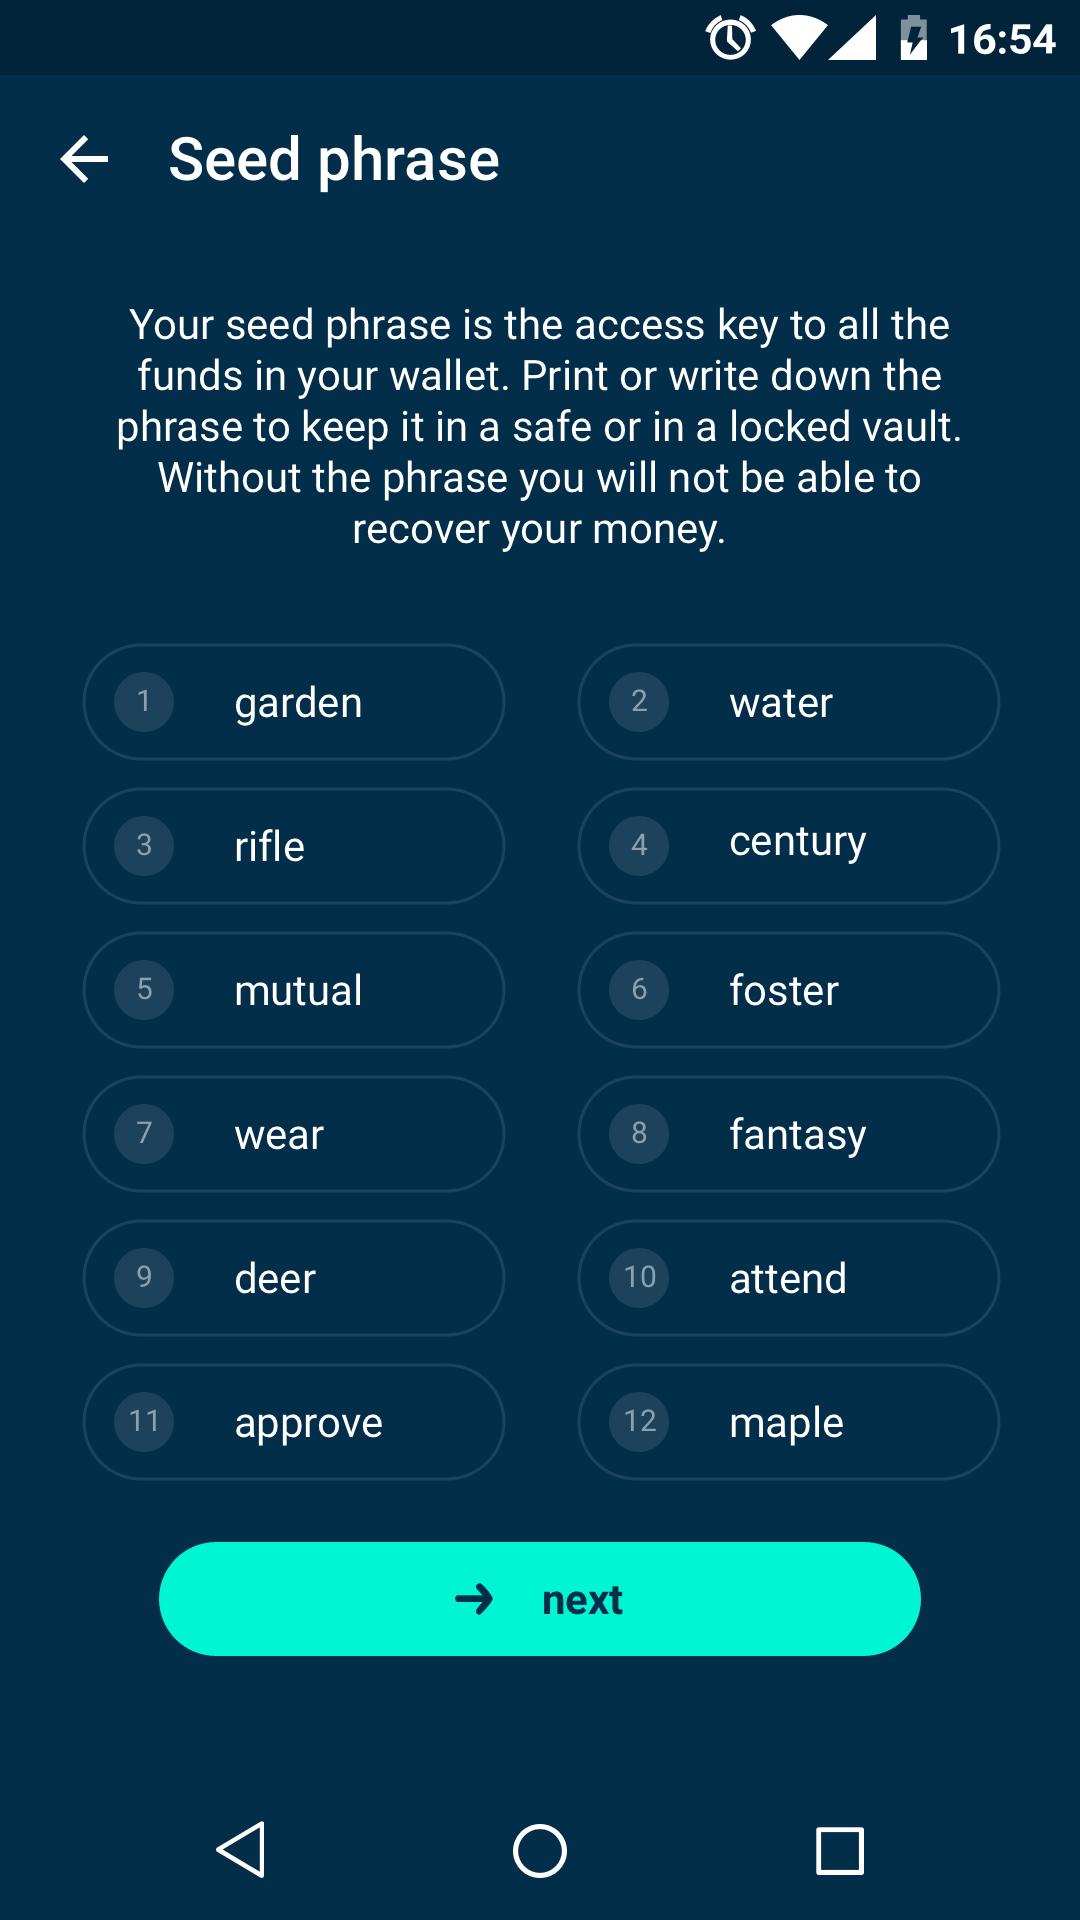 16:54
Seed phrase
Your seed phrase is the access key to all the
funds in your wallet. Print or write down the
phrase to keep it in a safe or in a locked vault.
Without the phrase you will not be able to
recover your money.
1 garden
2 water
3 rifle
4 century
5 mutual
6 foster
7 wear
8 fantasy
9 deer
10 attend
11 approve
12 maple
next